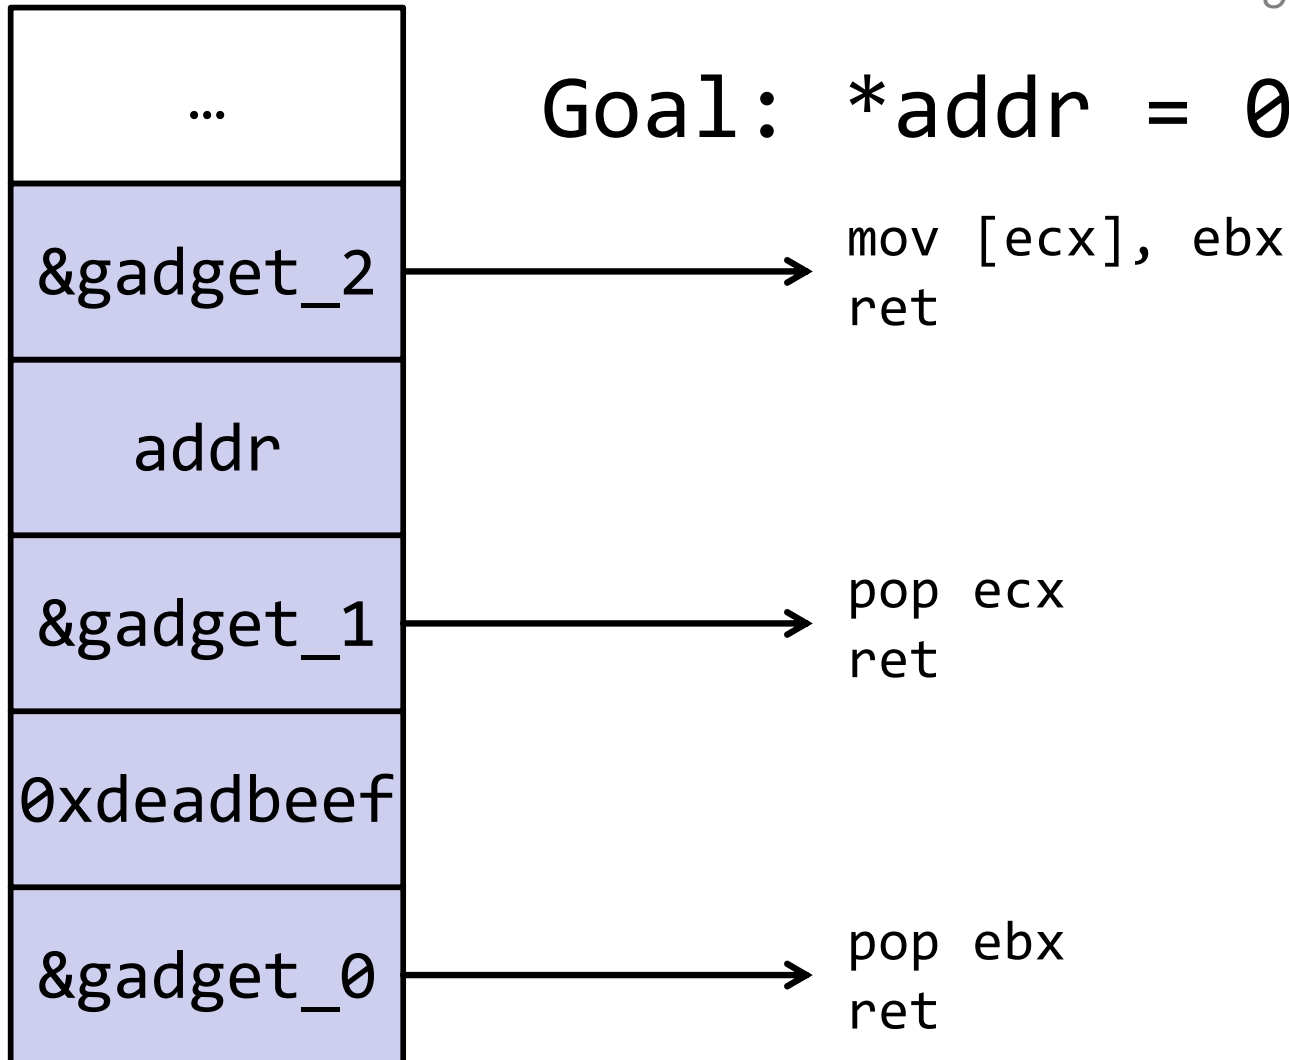 …
Goal: *addr = 0
&gadget_2
mov [ecx], ebx
ret
addr
&gadget_1
pop ecx
ret
0xdeadbeef
&gadget_0
pop ebx
ret